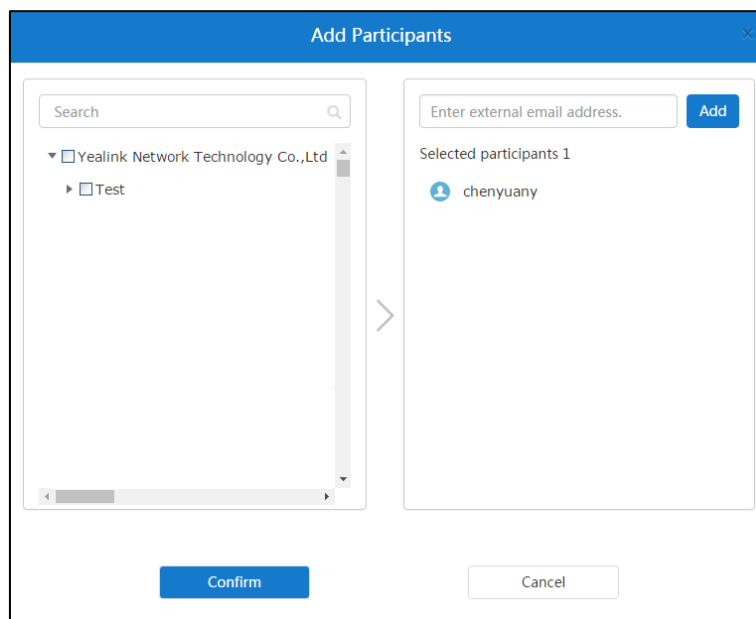 Add Participants
Search
Yealink Network Technology Co.,Ltd
Test
Enter external email address.
Add
Selected participants 1
chenyuany
Confirm
Cancel